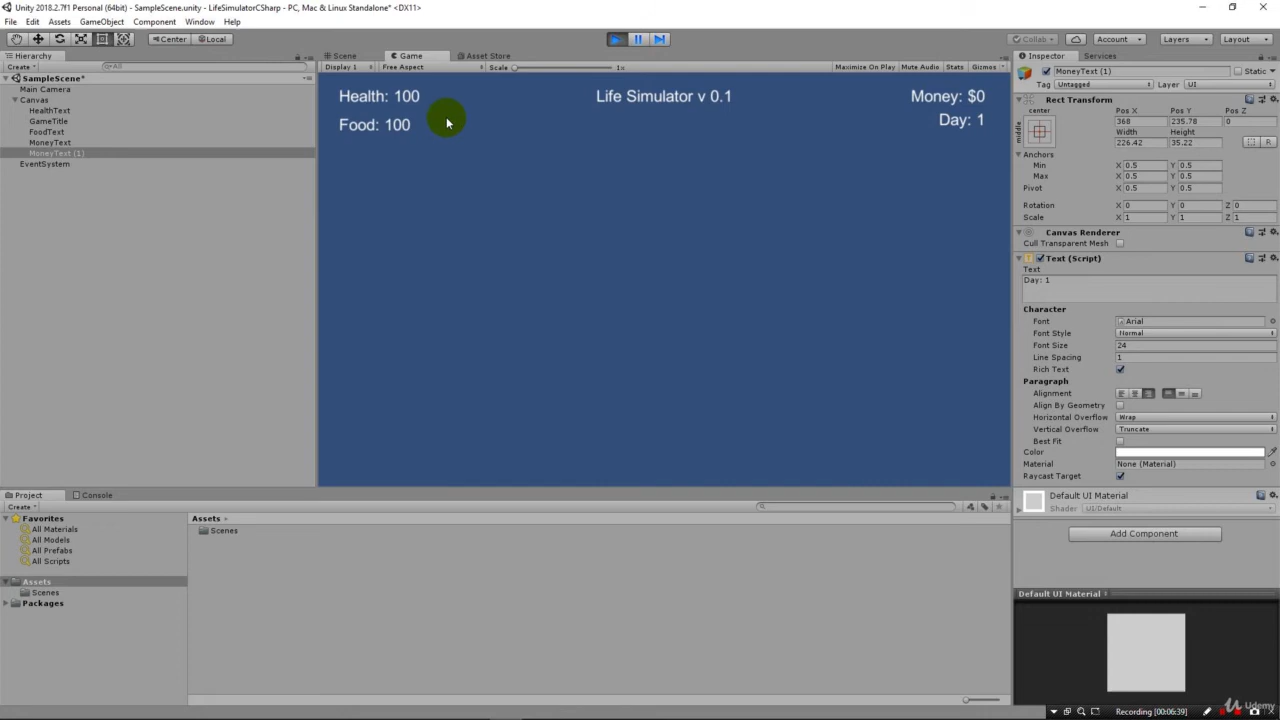 Unity 2018.2.7f1 Personal (64bit) - SampleScene.unity - LifeSimulatorCSharp - PC, Mac & Linux Standalone* <DX11>
File Edit Assets GameObject Component Window Help
Center Local Collab Account Layers Layout
Hierarchy
Create All
SampleScene*
Main Camera
Canvas
HealthText
GameTitle
FoodText
MoneyText
MoneyText (1)
EventSystem
Scene Game Asset Store
Display 1 Free Aspect Scale 1x Maximize On Play Mute Audio Stats Gizmos
Health: 100 Life Simulator v 0.1 Money: $0
Food: 100 Day: 1
Inspector Services
MoneyText (1) Static
Tag Untagged Layer UI
Rect Transform
center Pos X Pos Y Pos Z
middle 368 235.78 0
Width Height
226.42 35.22 R
Anchors
Min X 0.5 Y 0.5
Max X 0.5 Y 0.5
Pivot X 0.5 Y 0.5
Rotation X 0 Y 0 Z 0
Scale X 1 Y 1 Z 1
Canvas Renderer
Cull Transparent Mesh
Text (Script)
Text
Day: 1
Character
Font Arial
Font Style Normal
Font Size 24
Line Spacing 1
Rich Text
Paragraph
Alignment
Align By Geometry
Horizontal Overflow Wrap
Vertical Overflow Truncate
Best Fit
Color
Material None (Material)
Raycast Target
Default UI Material
Shader UI/Default
Add Component
Default UI Material
Project Console
Create
Favorites
All Materials
All Models
All Prefabs
All Scripts
Assets
Scenes
Packages
Assets
Scenes
Udemy
Recording [00:06:39]